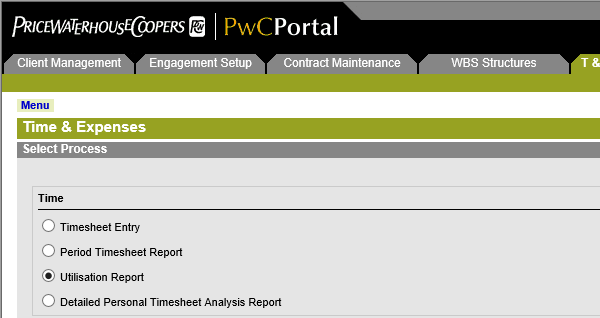 PRICEWATERHOUSECOOPERS pwc PwCPortal
Client Management Engagement Setup Contract Maintenance WBS Structures T &
Menu
Time & Expenses
Select Process
Time
Timesheet Entry
Period Timesheet Report
Utilisation Report
Detailed Personal Timesheet Analysis Report